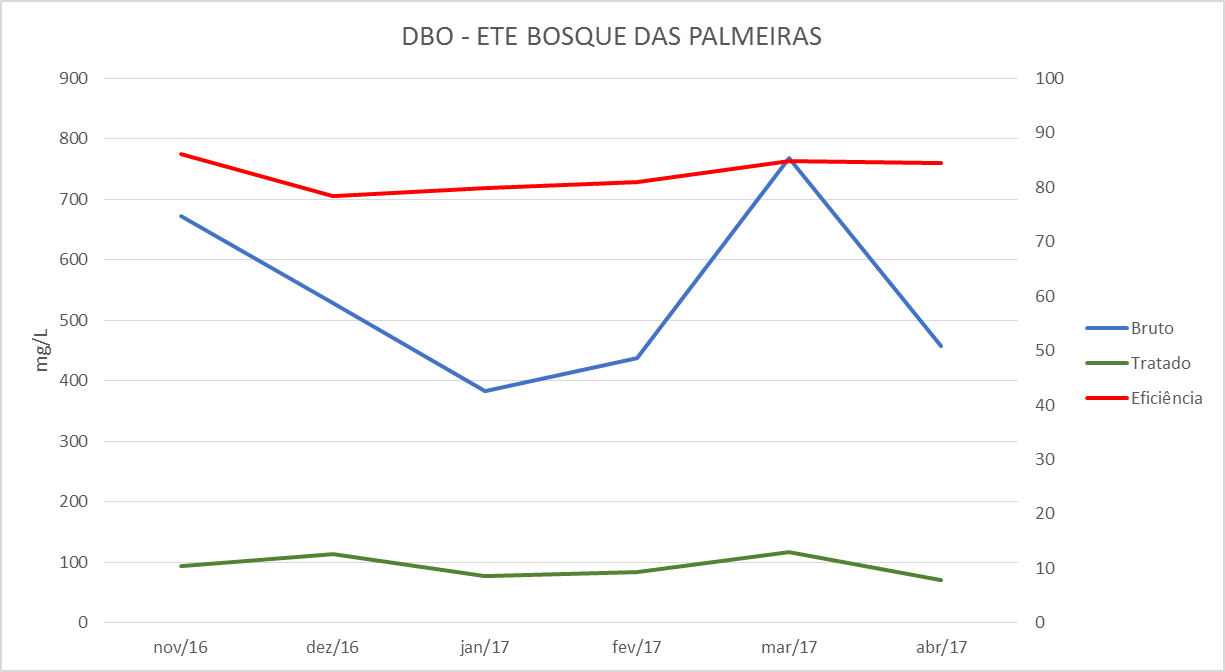 DBO - ETE BOSQUE DAS PALMEIRAS
900
800
700
600
500
400
300
200
100
0
mg/L
100
90
80
70
60
50
40
30
20
10
0
nov/16
dez/16
jan/17
fev/17
mar/17
abr/17
Bruto
Tratado
Eficiência